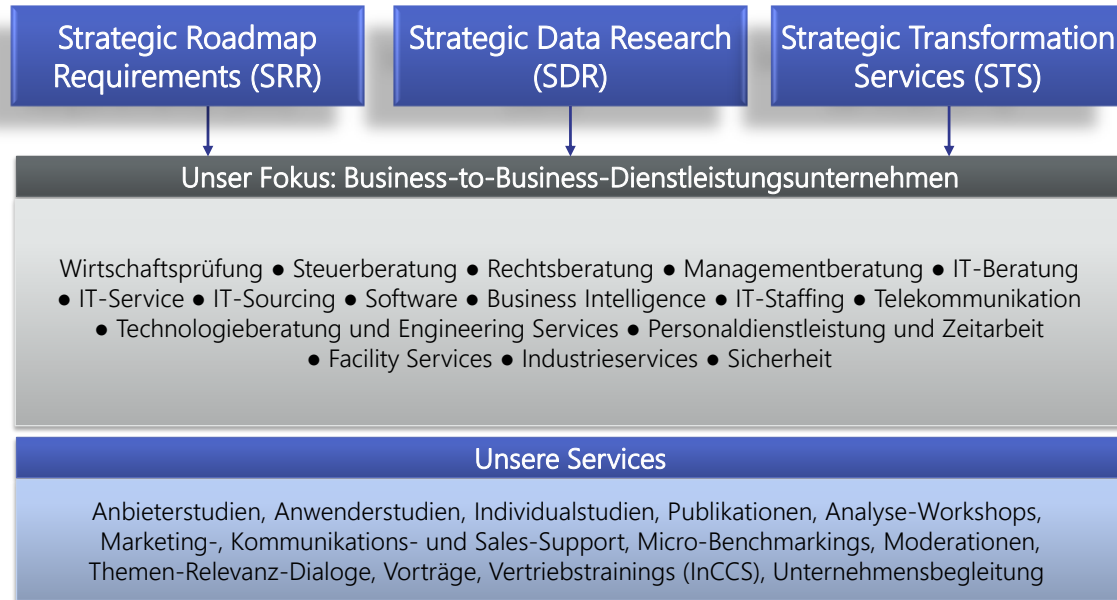 Strategic Roadmap
Requirements (SRR)
Strategic Data Research
(SDR)
Strategic Transformation
Services (STS)
Unser Fokus: Business-to-Business-Dienstleistungsunternehmen
Wirtschaftsprüfung ● Steuerberatung ● Rechtsberatung ● Managementberatung ● IT-Beratung
● IT-Service ● IT-Sourcing ● Software ● Business Intelligence ● IT-Staffing ● Telekommunikation
● Technologieberatung und Engineering Services ● Personaldienstleistung und Zeitarbeit
● Facility Services ● Industrieservices ● Sicherheit
Unsere Services
Anbieterstudien, Anwenderstudien, Individualstudien, Publikationen, Analyse-Workshops,
Marketing-, Kommunikations- und Sales-Support, Micro-Benchmarkings, Moderationen,
Themen-Relevanz-Dialoge, Vorträge, Vertriebstrainings (InCCS), Unternehmensbegleitung